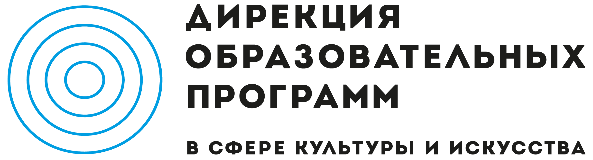 ДИРЕКЦИЯ
ОБРАЗОВАТЕЛЬНЫХ
ПРОГРАММ
В СФЕРЕ КУЛЬТУРЫ И ИСКУССТВА